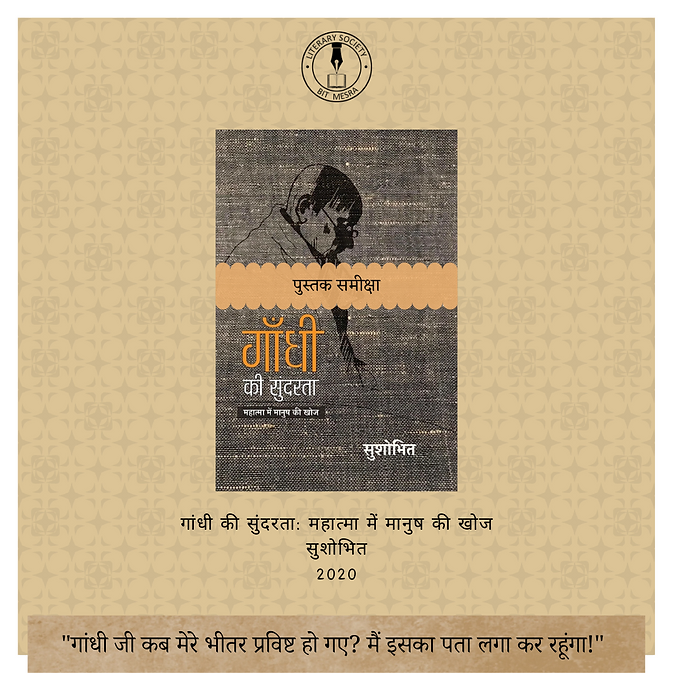 LITERARY SOCIETY
BIT MESRA
पुस्तक समीक्षा
गाँधी
की सुंदरता
महात्मा में मानुष की खोज
सुशोभित
गांधी की सुंदरता: महात्मा में मानुष की खोज
सुशोभित
2020
"गांधी जी कब मेरे भीतर प्रविष्ट हो गए? मैं इसका पता लगा कर रहूंगा!"